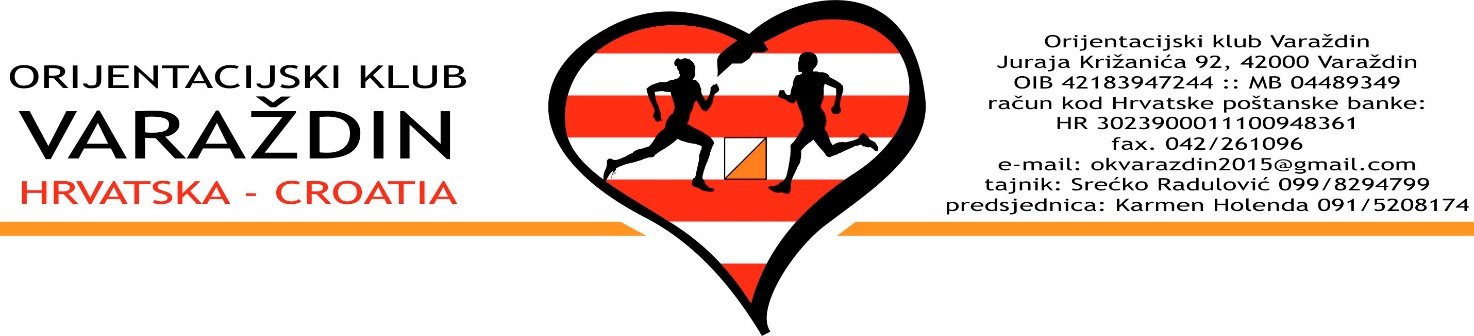 ORIJENTACIJSKI KLUB
VARAŽDIN
HRVATSKA - CROATIA
Orijentacijski klub Varaždin
Juraja Križanića 92, 42000 Varaždin
OIB 42183947244 :: MB 04489349
račun kod Hrvatske poštanske banke:
HR 3023900011100948361
fax. 042/261096
e-mail: okvarazdin2015@gmail.com
tajnik: Srećko Radulović 099/8294799
predsjednica: Karmen Holenda 091/5208174